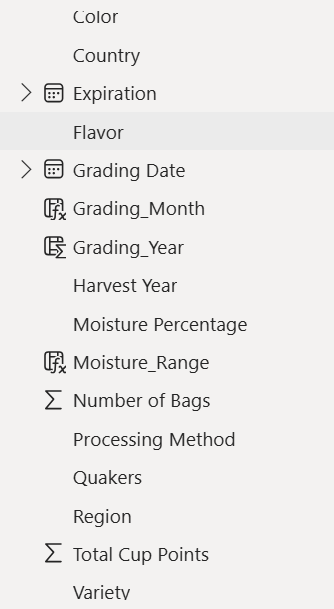 Color
Country
Expiration
Flavor
Grading Date
Grading_Month
Grading_Year
Harvest Year
Moisture Percentage
Moisture_Range
Number of Bags
Processing Method
Quakers
Region
Total Cup Points
Variety